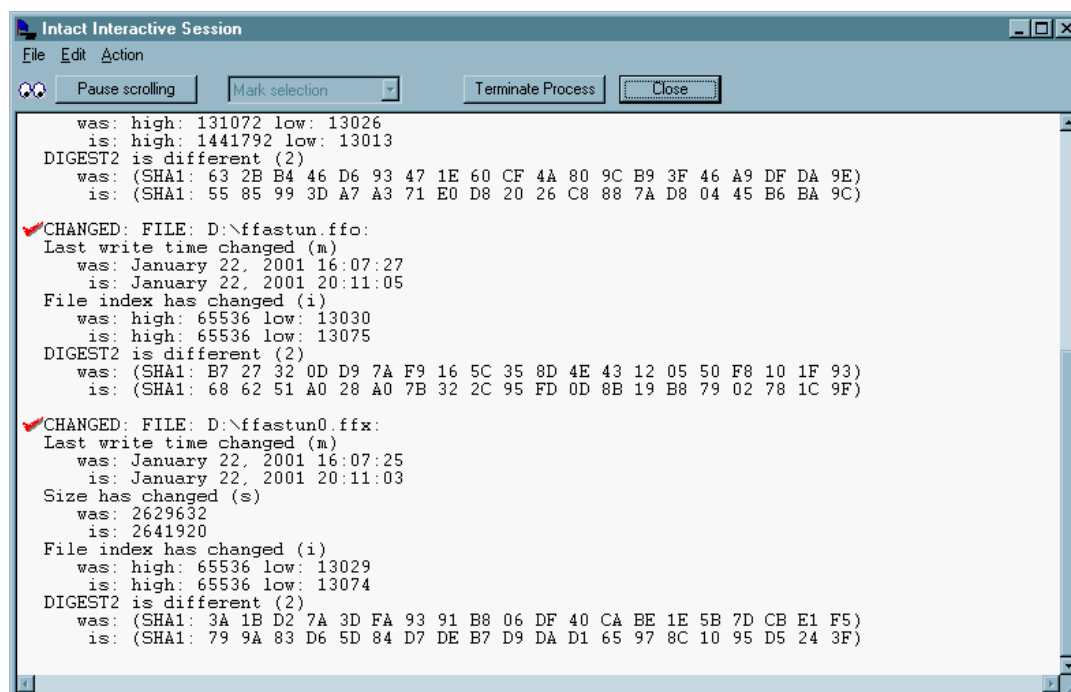 Intact Interactive Session
File Edit Action
Pause scrolling Mark selection Terminate Process Close
was: high: 131072 low: 13026
is: high: 1441792 low: 13013
DIGEST2 is different (2)
was: (SHA1: 63 2B B4 46 D6 93 47 1E 60 CF 4A 80 9C B9 3F 46 A9 DF DA 9E)
is: (SHA1: 55 85 99 3D A7 A3 71 E0 D8 20 26 C8 88 7A D8 04 45 B6 BA 9C)
CHANGED: FILE: D:\ffastun.ffo:
Last write time changed (m)
was: January 22, 2001 16:07:27
is: January 22, 2001 20:11:05
File index has changed (i)
was: high: 65536 low: 13030
is: high: 65536 low: 13075
DIGEST2 is different (2)
was: (SHA1: B7 27 32 0D D9 7A F9 16 5C 35 8D 4E 43 12 05 50 F8 10 1F 93)
is: (SHA1: 68 62 51 A0 28 A0 7B 32 2C 95 FD 0D 8B 19 B8 79 02 78 1C 9F)
CHANGED: FILE: D:\ffastun0.ffx:
Last write time changed (m)
was: January 22, 2001 16:07:25
is: January 22, 2001 20:11:03
Size has changed (s)
was: 2629632
is: 2641920
File index has changed (i)
was: high: 65536 low: 13029
is: high: 65536 low: 13074
DIGEST2 is different (2)
was: (SHA1: 3A 1B D2 7A 3D FA 93 91 B8 06 DF 40 CA BE 1E 5B 7D CB E1 F5)
is: (SHA1: 79 9A 83 D6 5D 84 D7 DE B7 D9 DA D1 65 97 8C 10 95 D5 24 3F)